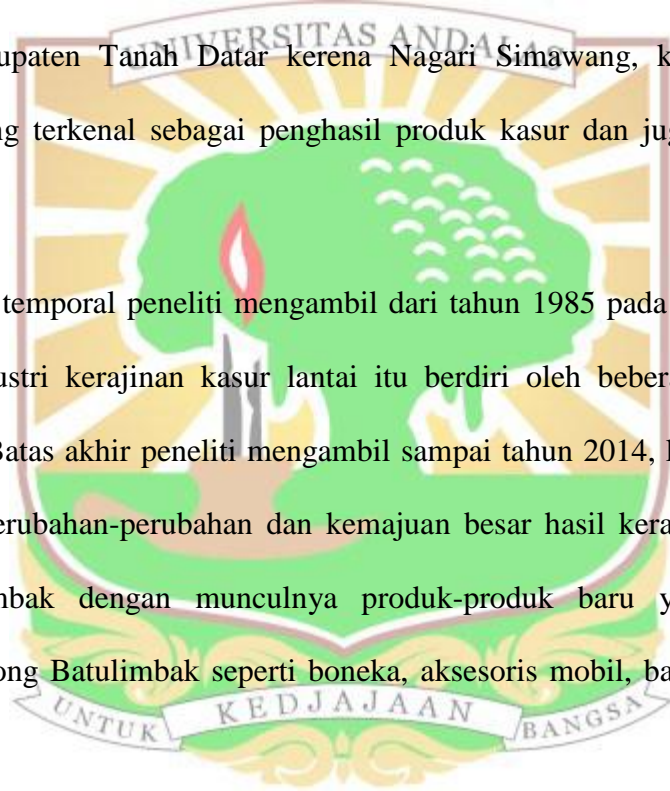 UNIVERSITAS ANDALAS
upaten Tanah Datar kerena Nagari Simawang, k
ng terkenal sebagai penghasil produk kasur dan jug
temporal peneliti mengambil dari tahun 1985 pada
ustri kerajinan kasur lantai itu berdiri oleh beber
Batas akhir peneliti mengambil sampai tahun 2014,
erubahan-perubahan dan kemajuan besar hasil kera
mbak dengan munculnya produk-produk baru y
ong Batulimbak seperti boneka, aksesoris mobil, ba
UNTUK KEDJAJAAN BANGSA